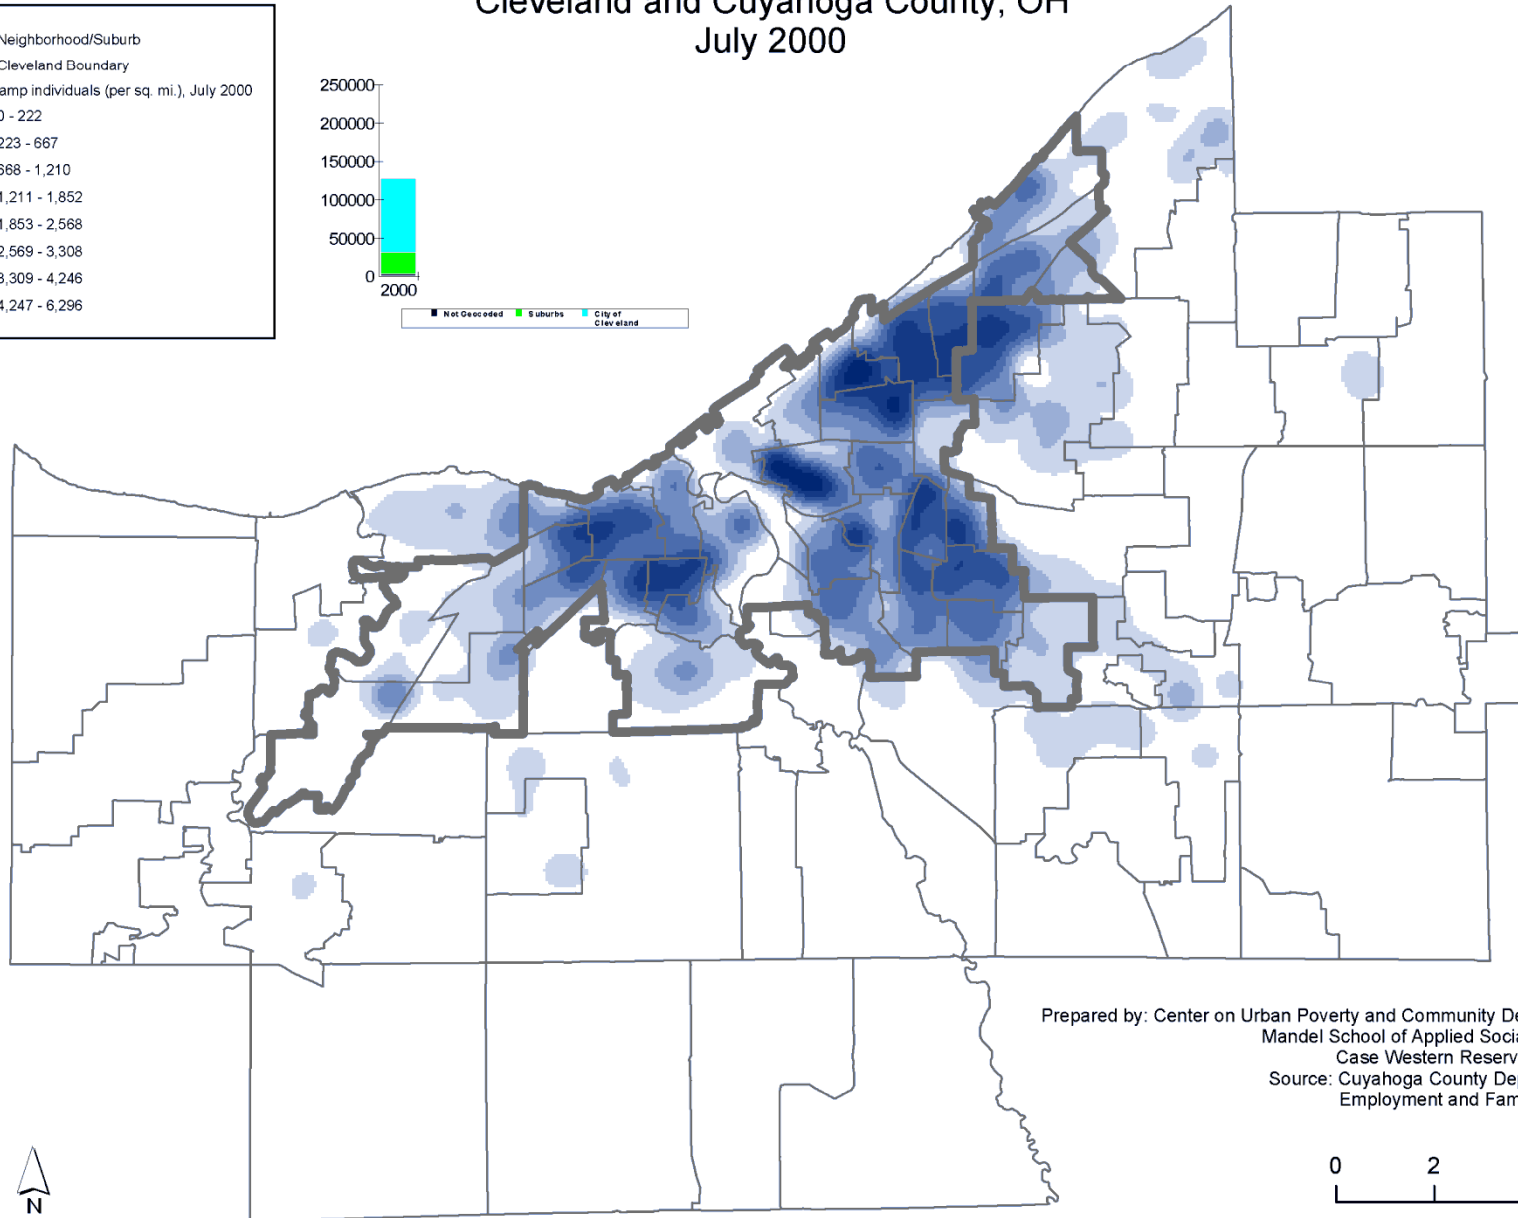 Cleveland and Cuyahoga County, OH
July 2000
Neighborhood/Suburb
Cleveland Boundary
amp individuals (per sq. mi.), July 2000
0 - 222
223 - 667
668 - 1,210
1,211 - 1,852
1,853 - 2,568
2,569 - 3,308
3,309 - 4,246
4,247 - 6,296
250000
200000
150000
100000
50000
0
2000
Not Geocoded Suburbs City of
Cleveland
Prepared by: Center on Urban Poverty and Community De
Mandel School of Applied Socia
Case Western Reserv
Source: Cuyahoga County De
Employment and Fam
0 2
N